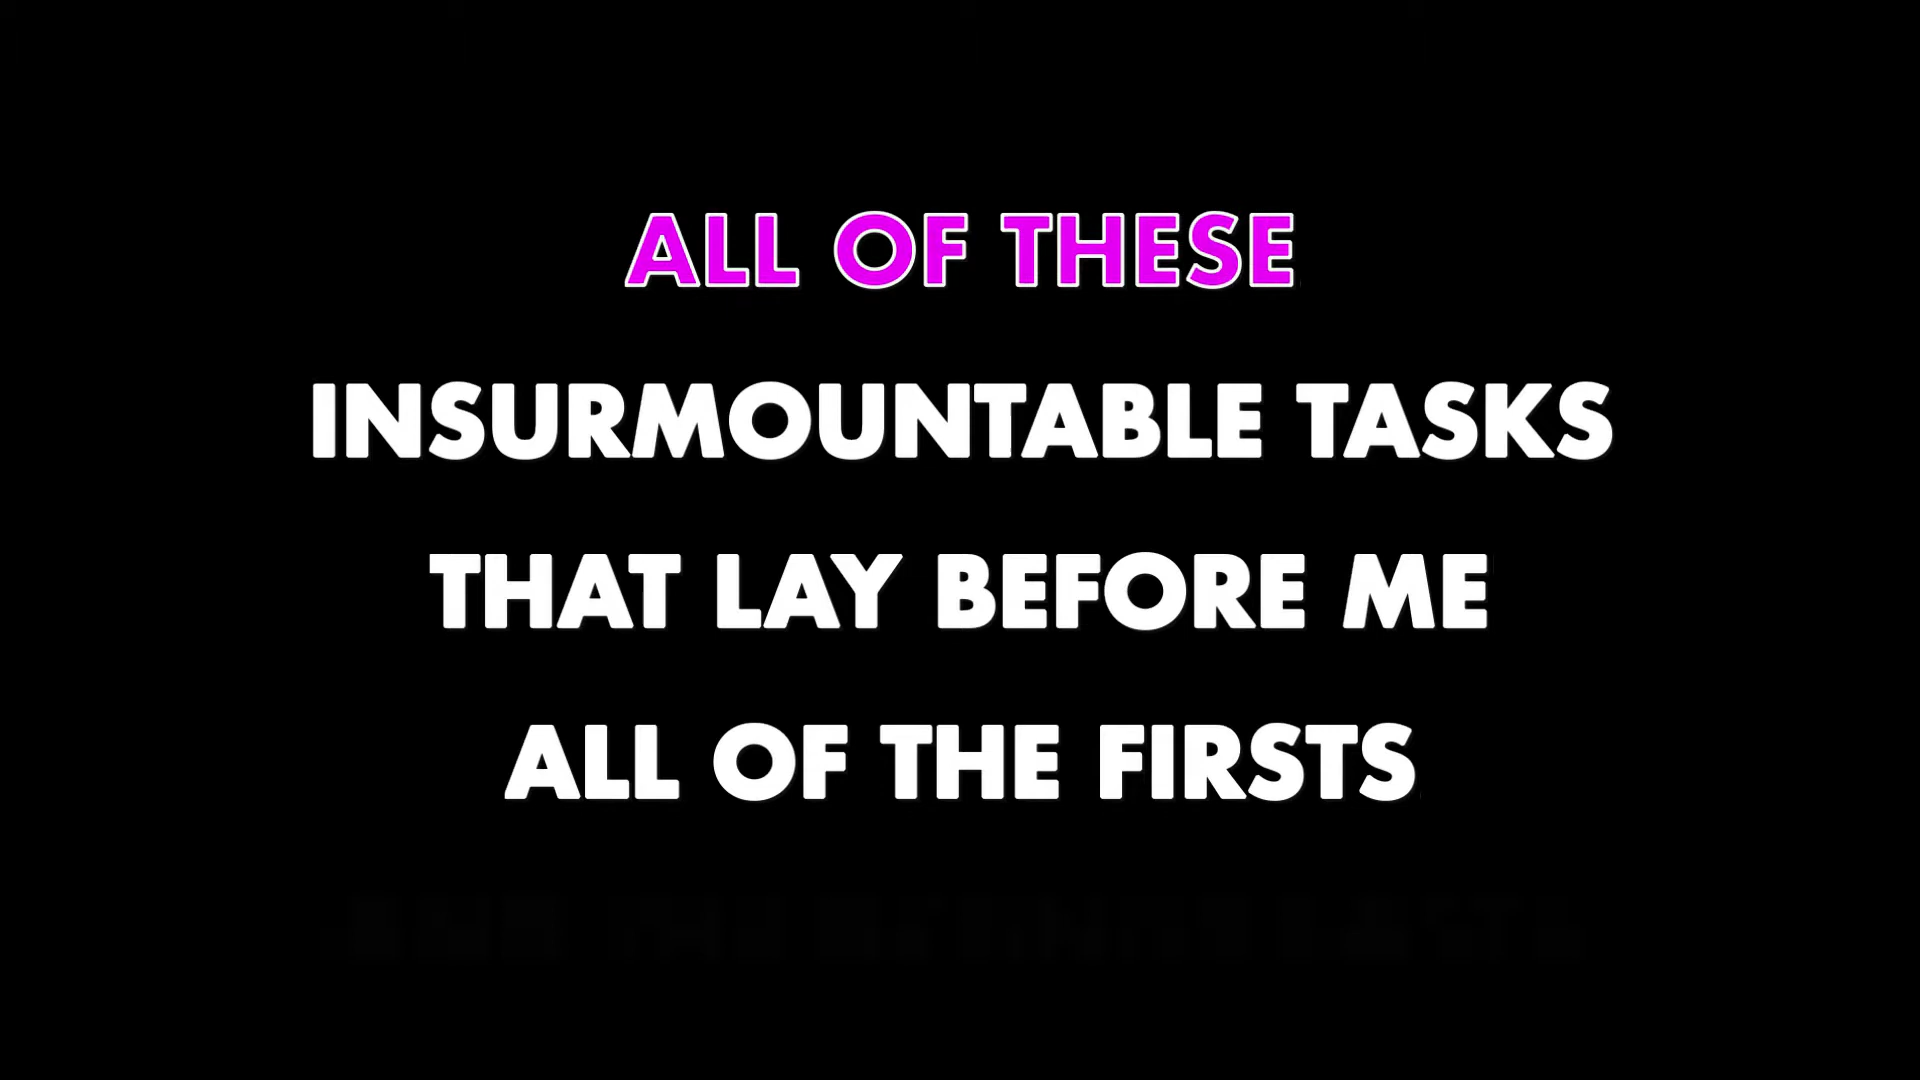 ALL OF THESE
INSURMOUNTABLE TASKS
THAT LAY BEFORE ME
ALL OF THE FIRSTS